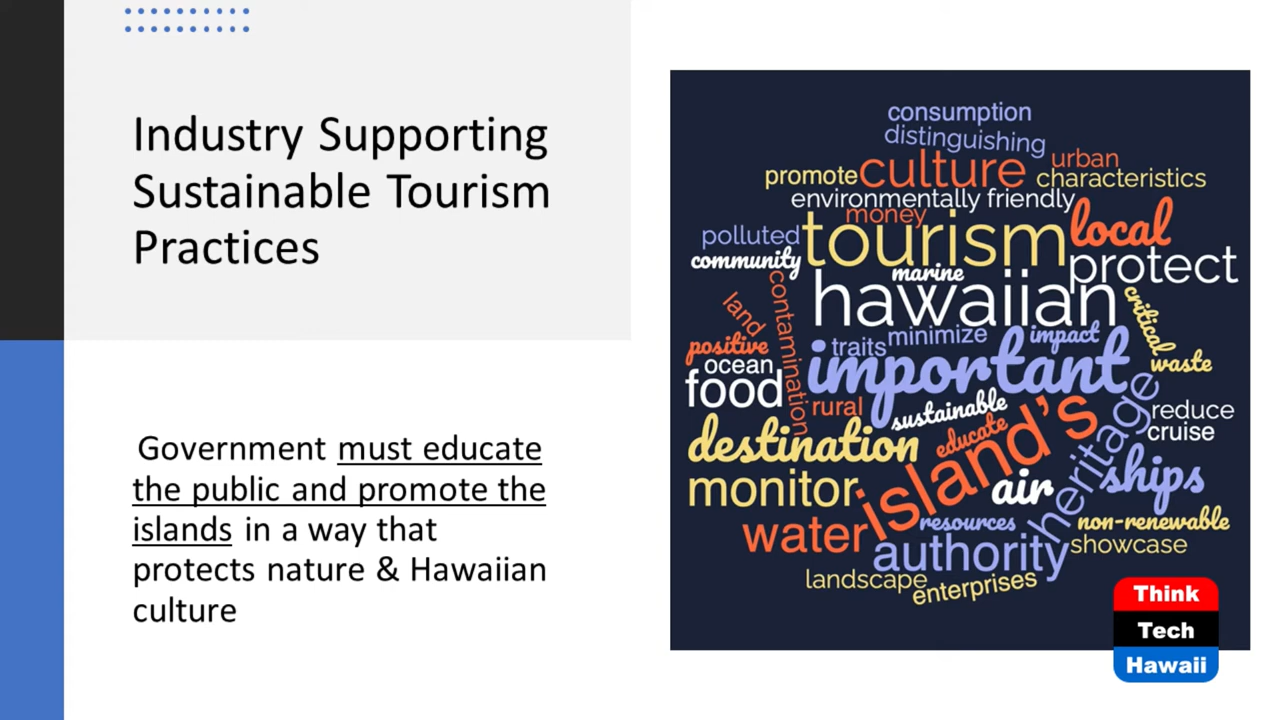 Industry Supporting
Sustainable Tourism
Practices
Government must educate
the public and promote the
islands in a way that
protects nature & Hawaiian
culture
consumption
distinguishing
urban
promote culture characteristics
environmentally friendly
money local
polluted tourism protect
community marine
hawaiian
land contamination critical
positive traits minimize impact
ocean important waste
food
rural sustainable heritage reduce
cruise
destination educate
island's
monitor air ships
water resources non-renewable
authority showcase
landscape enterprises
Think
Tech
Hawaii